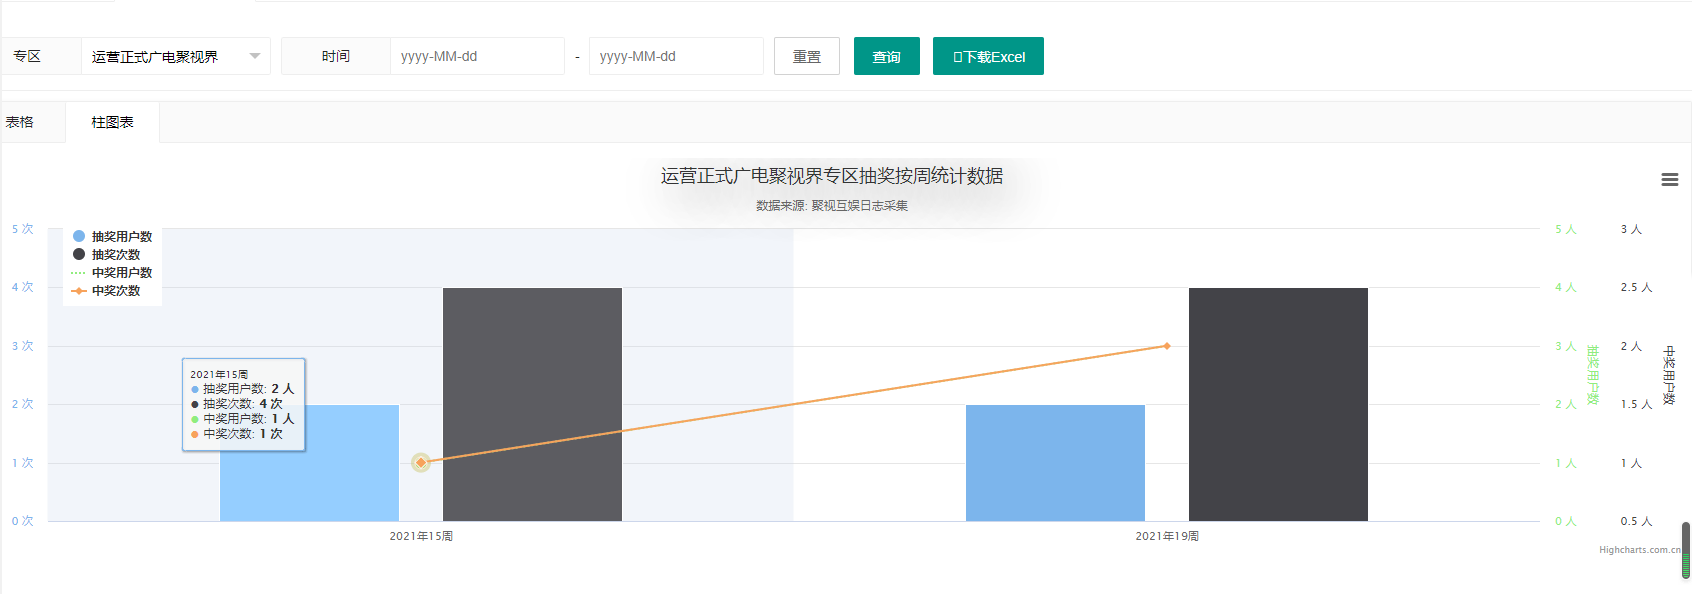 专区 运营正式广电聚视界 时间 yyyy-MM-dd - yyyy-MM-dd 重置 查询 下载Excel
表格 柱图表
运营正式广电聚视界专区抽奖按周统计数据
数据来源: 聚视互娱日志采集
5 次
4 次
3 次
2 次
1 次
0 次
抽奖用户数
抽奖次数
中奖用户数
中奖次数
2021年15周
抽奖用户数: 2 人
抽奖次数: 4 次
中奖用户数: 1 人
中奖次数: 1 次
5 人
4 人
3 人
2 人
1 人
0 人
抽奖用户数
3 人
2.5 人
2 人
1.5 人
1 人
0.5 人
中奖用户数
2021年15周 2021年19周
Highcharts.com.cn